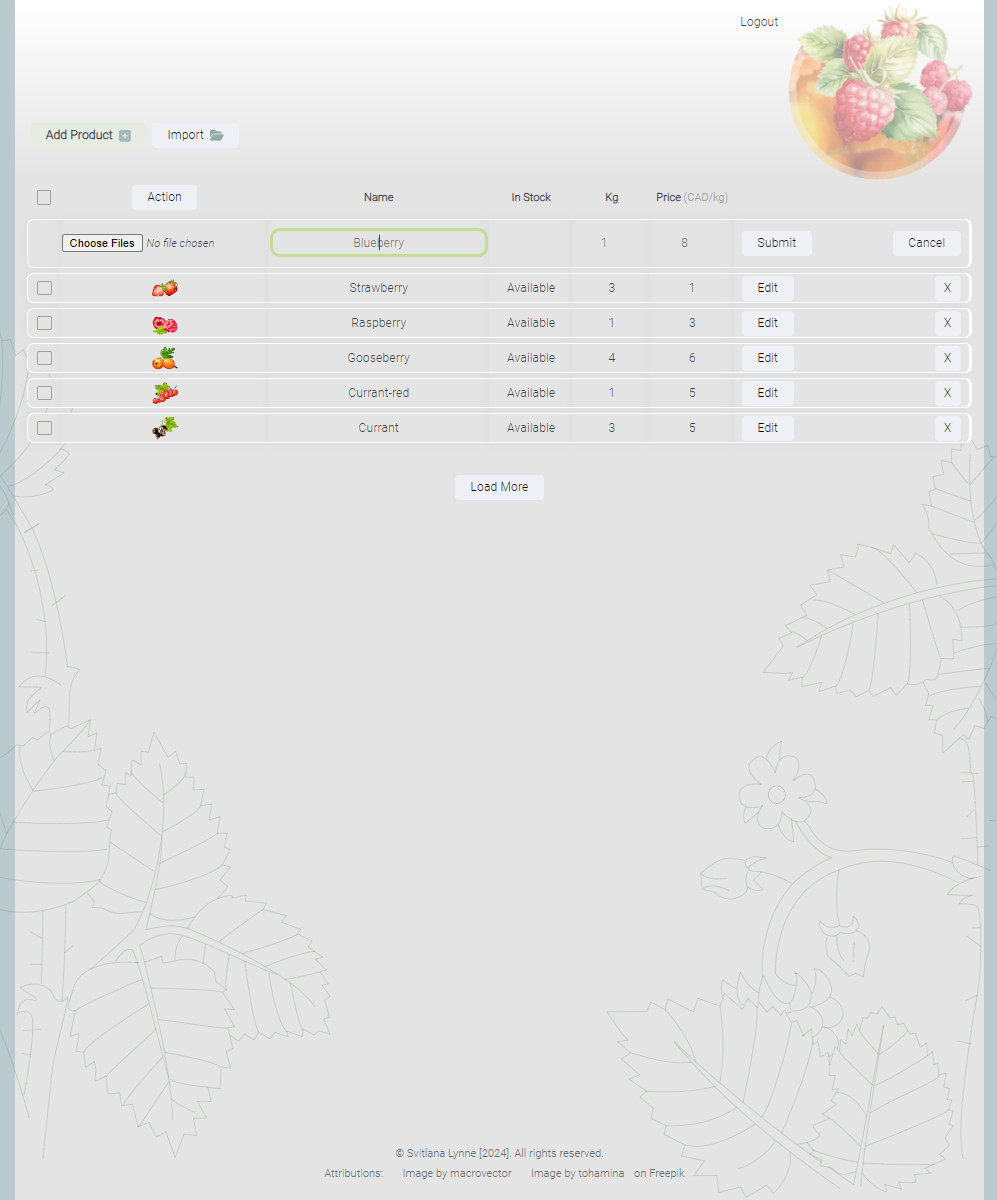 Logout
Add Product Import
Action Name In Stock Kg Price (CAD/kg)
Choose Files No file chosen Blueberry 1 8 Submit Cancel
Strawberry Available 3 1 Edit X
Raspberry Available 1 3 Edit X
Gooseberry Available 4 6 Edit X
Currant-red Available 1 5 Edit X
Currant Available 3 5 Edit X
Load More
© Svitlana Lynne [2024]. All rights reserved.
Attributions: Image by macrovector Image by tohamina on Freepik